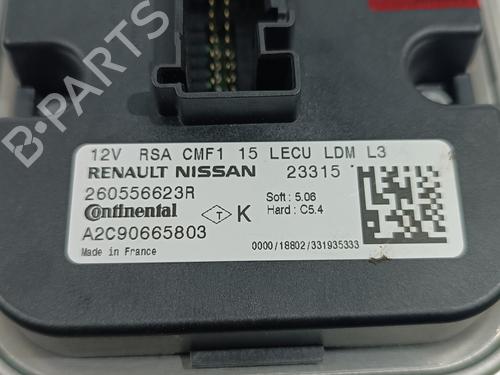 B-PARTS
12V RSA CMF1 15 LECU LDM L3
RENAULT NISSAN 23315
260556623R Soft : 5.06
Continental T K Hard : C5.4
A2C90665803 0000/18802/331935333
Made in France